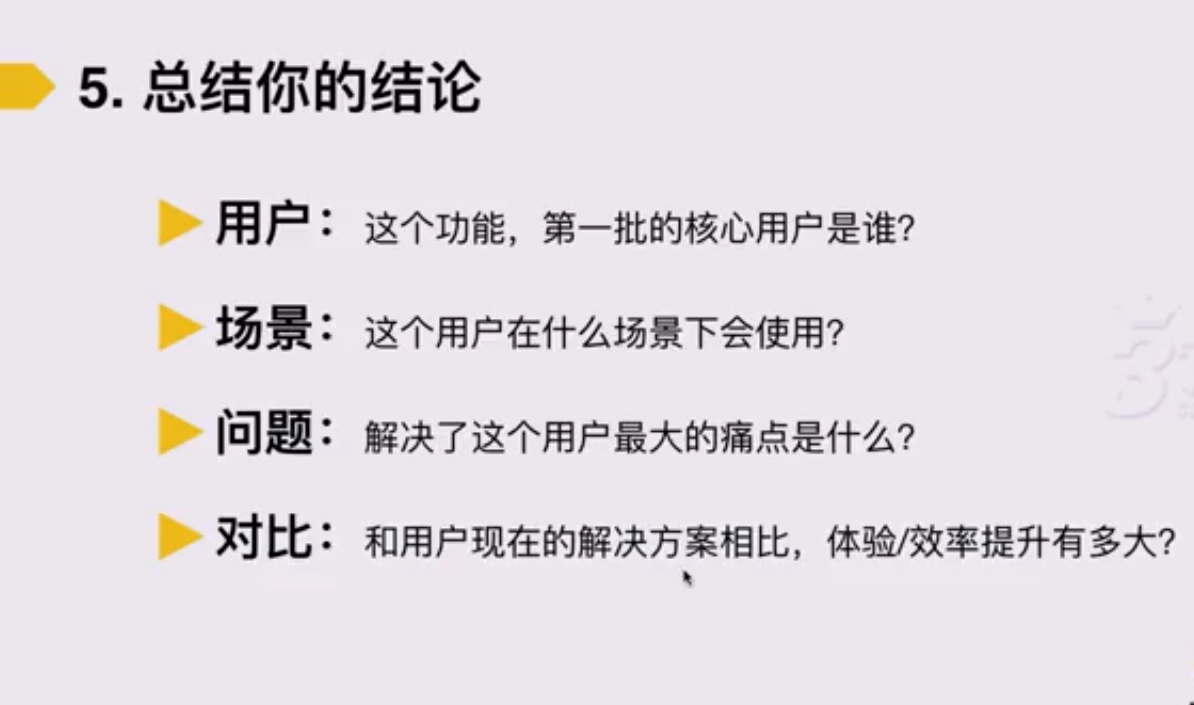 5. 总结你的结论
用户：这个功能，第一批的核心用户是谁？
场景：这个用户在什么场景下会使用？
问题：解决了这个用户最大的痛点是什么？
对比：和用户现在的解决方案相比，体验/效率提升有多大？